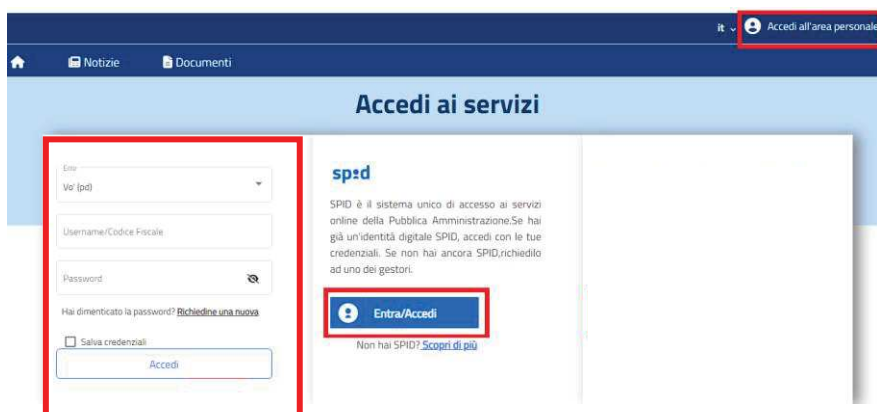 it
Accedi all'area personale
Notizie
Documenti
Accedi ai servizi
Ente
Vo' (pd)
Username/Codice Fiscale
Password
Hai dimenticato la password? Richiedine una nuova
Salva credenziali
Accedi
spid
SPID è il sistema unico di accesso ai servizi
online della Pubblica Amministrazione.Se hai
già un'identità digitale SPID, accedi con le tue
credenziali. Se non hai ancora SPID,richiedilo
ad uno dei gestori.
Entra/Accedi
Non hai SPID? Scopri di più